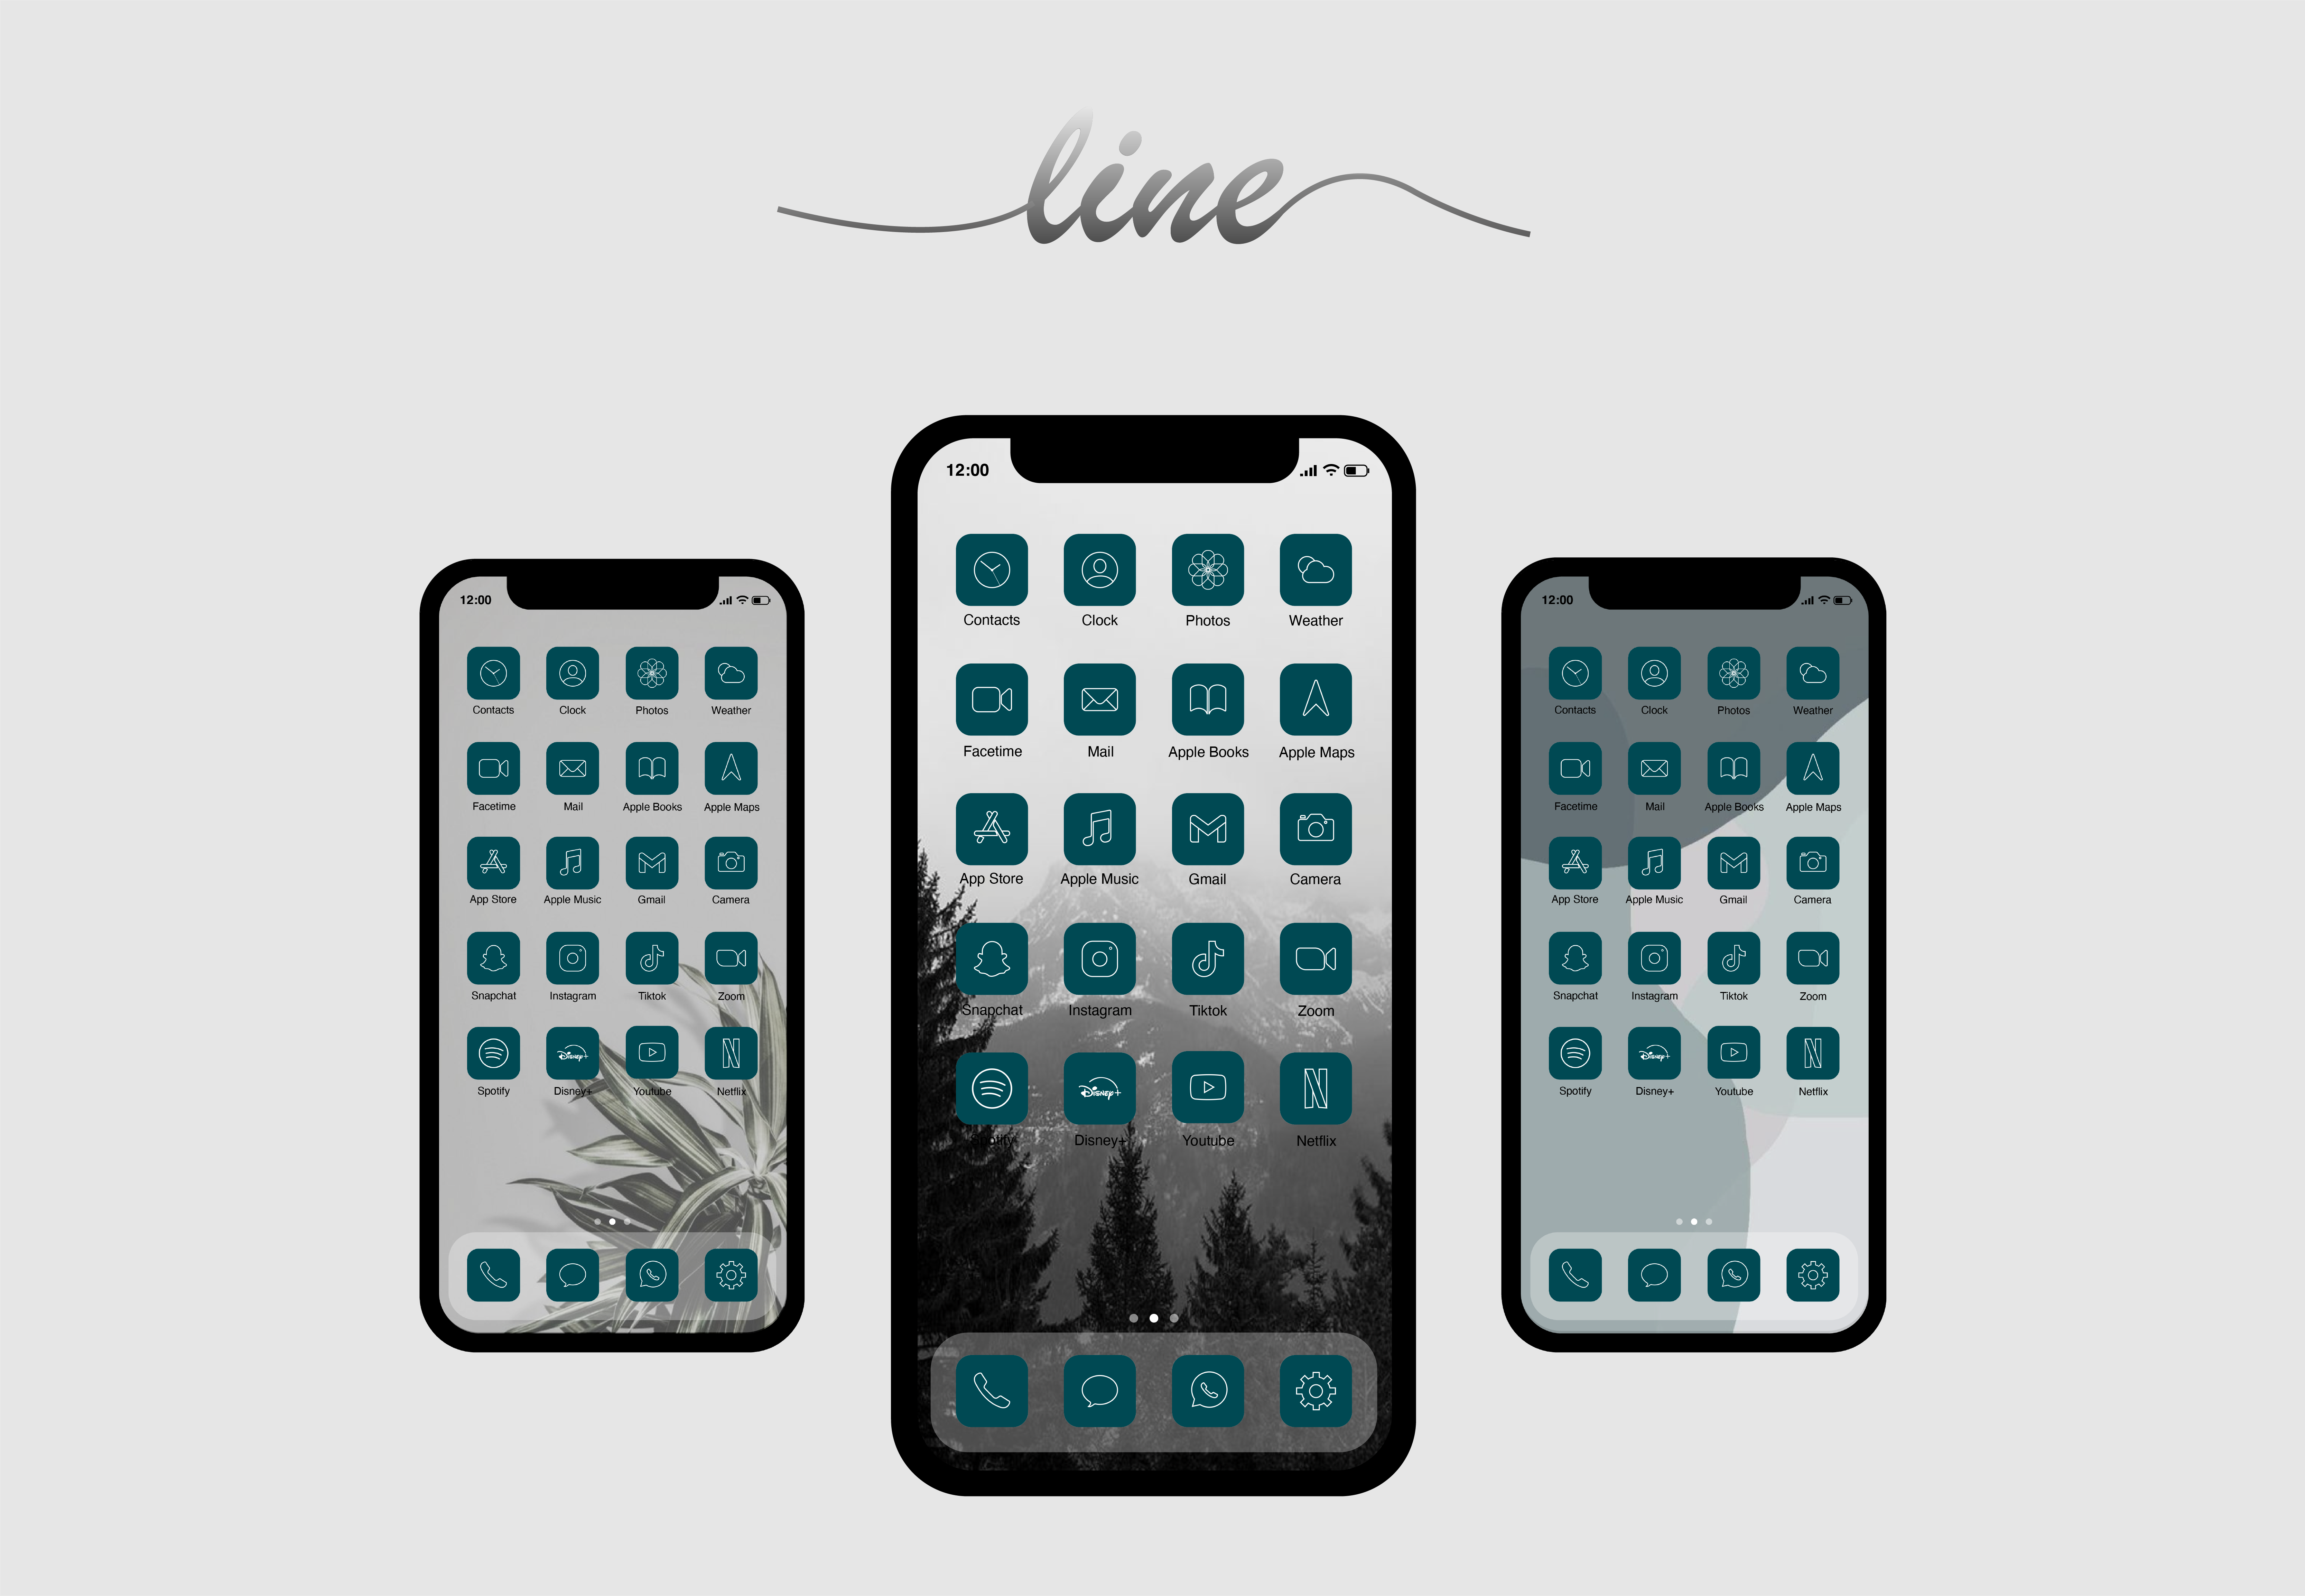 line
12:00
Contacts Clock Photos Weather
Facetime Mail Apple Books Apple Maps
App Store Apple Music Gmail Camera
Snapchat Instagram Tiktok Zoom
Disney+
Spotify Disney+ Youtube Netflix
12:00
Contacts Clock Photos Weather
Facetime Mail Apple Books Apple Maps
App Store Apple Music Gmail Camera
Snapchat Instagram Tiktok Zoom
Disney+
Spotify Disney+ Youtube Netflix
12:00
Contacts Clock Photos Weather
Facetime Mail Apple Books Apple Maps
App Store Apple Music Gmail Camera
Snapchat Instagram Tiktok Zoom
Disney+
Spotify Disney+ Youtube Netflix